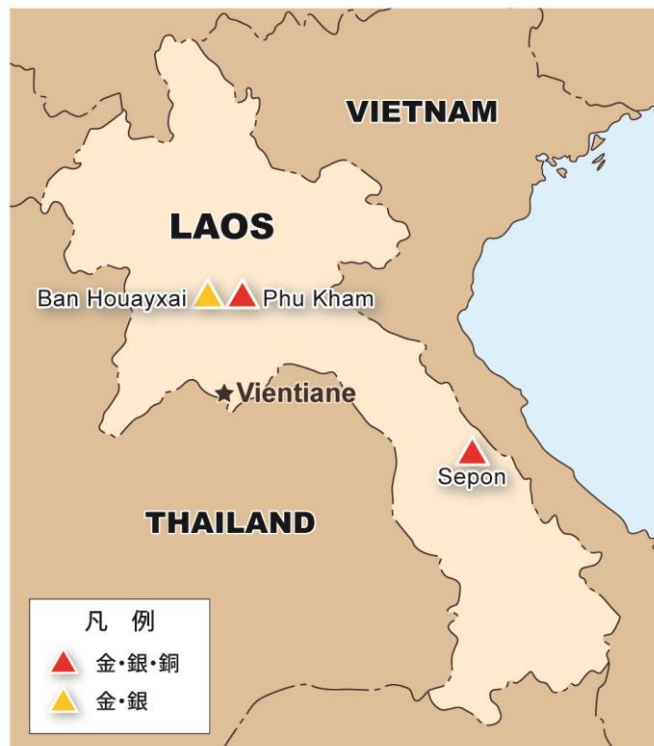 VIETNAM
LAOS
Ban Houayxai
Phu Kham
Vientiane
Sepon
THAILAND
凡 例
金・銀・銅
金・銀